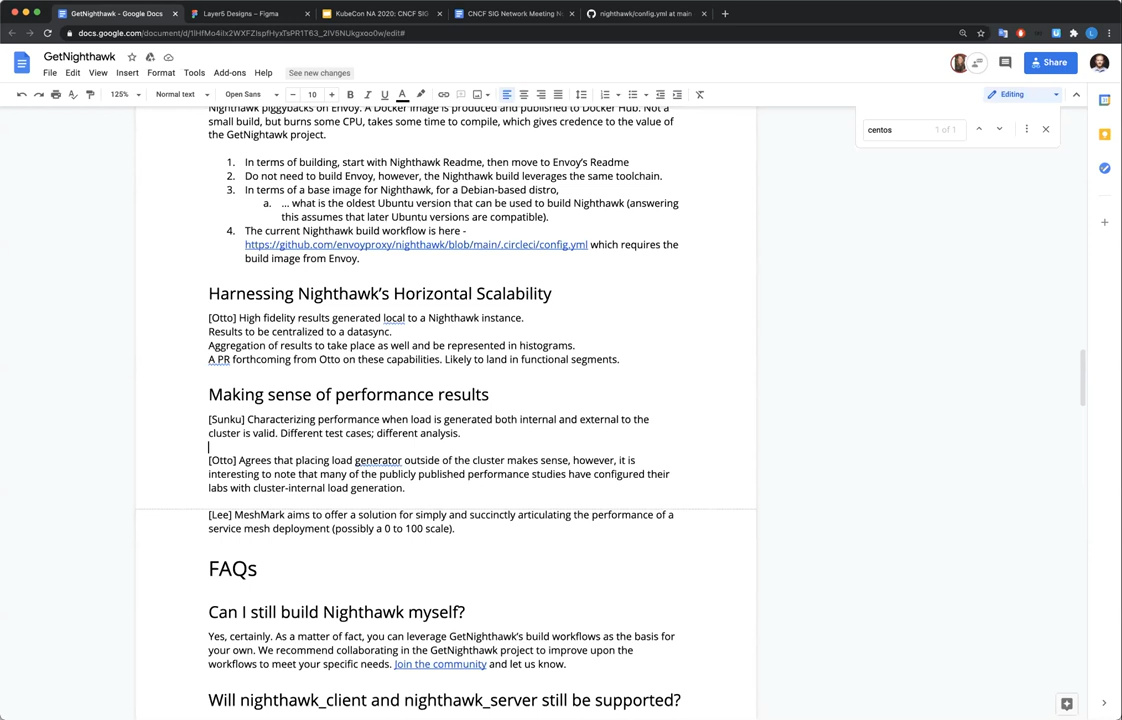 GetNighthawk - Google Docs
Layer5 Designs – Figma
KubeCon NA 2020: CNCF SIG
CNCF SIG Network Meeting N
nighthawk/config.yml at main
docs.google.com/document/d/1lHfMo4ilx2WXFZIspfHyxTsPR1T63_2IV5NUkgxoo0w/edit#
GetNighthawk
File Edit View Insert Format Tools Add-ons Help See new changes
Share
125% Normal text Open Sans 10 B I U A
Editing
centos 1 of 1
Nighthawk piggybacks on Envoy. A Docker image is produced and published to Docker Hub. Not a
small build, but burns some CPU, takes some time to compile, which gives credence to the value of
the GetNightawk project.
1. In terms of building, start with Nighthawk Readme, then move to Envoy’s Readme
2. Do not need to build Envoy, however, the Nighthawk build leverages the same toolchain.
3. In terms of a base image for Nighthawk, for a Debian-based distro,
a. … what is the oldest Ubuntu version that can be used to build Nighthawk (answering
this assumes that later Ubuntu versions are compatible).
4. The current Nighthawk build workflow is here -
https://github.com/envoyproxy/nighthawk/blob/main/.circleci/config.yml which requires the
build image from Envoy.
Harnessing Nighthawk’s Horizontal Scalability
[Otto] High fidelity results generated local to a Nighthawk instance.
Results to be centralized to a datasync.
Aggregation of results to take place as well and be represented in histograms.
A PR forthcoming from Otto on these capabilities. Likely to land in functional segments.
Making sense of performance results
[Sunku] Characterizing performance when load is generated both internal and external to the
cluster is valid. Different test cases; different analysis.
[Otto] Agrees that placing load generator outside of the cluster makes sense, however, it is
interesting to note that many of the publicly published performance studies have configured their
labs with cluster-internal load generation.
[Lee] MeshMark aims to offer a solution for simply and succinctly articulating the performance of a
service mesh deployment (possibly a 0 to 100 scale).
FAQs
Can I still build Nighthawk myself?
Yes, certainly. As a matter of fact, you can leverage GetNighthawk’s build workflows as the basis for
your own. We recommend collaborating in the GetNighthawk project to improve upon the
workflows to meet your specific needs. Join the community and let us know.
Will nighthawk_client and nighthawk_server still be supported?